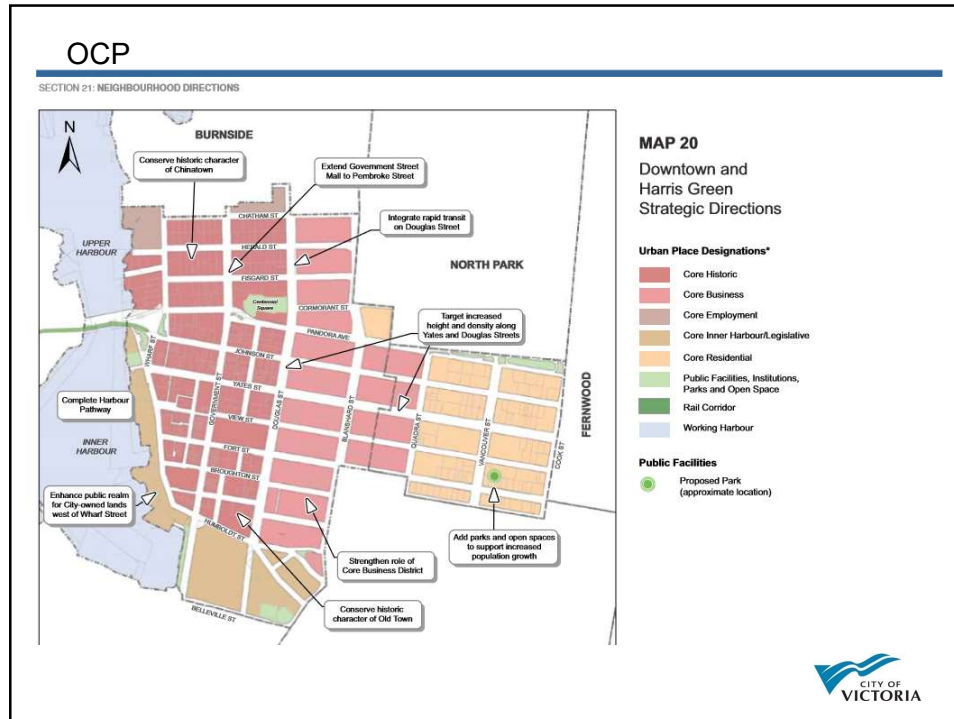 OCP
SECTION 21: NEIGHBOURHOOD DIRECTIONS
N
BURNSIDE
Conserve historic character
of Chinatown
Extend Government Street
Mall to Pembroke Street
Integrate rapid transit
on Douglas Street
CHATHAM ST
HERALD ST
FISGARD ST
UPPER
HARBOUR
NORTH PARK
Centennial
Square
CORMORANT ST
PANDORA AVE
Target increased
height and density along
Yates and Douglas Streets
JOHNSON ST
WHARF ST
YATES ST
GOVERNMENT ST
DOUGLAS ST
BLANSHARD ST
QUADRA ST
VANCOUVER ST
COOK ST
FERNWOOD
Complete Harbour
Pathway
VIEW ST
FORT ST
INNER
HARBOUR
BROUGHTON ST
Enhance public realm
for City-owned lands
west of Wharf Street
HUMBOLDT ST
Add parks and open spaces
to support increased
population growth
Strengthen role of
Core Business District
Conserve historic
character of Old Town
BELLEVILLE ST
MAP 20
Downtown and
Harris Green
Strategic Directions
Urban Place Designations*
Core Historic
Core Business
Core Employment
Core Inner Harbour/Legislative
Core Residential
Public Facilities, Institutions,
Parks and Open Space
Rail Corridor
Working Harbour
Public Facilities
Proposed Park
(approximate location)
CITY OF
VICTORIA